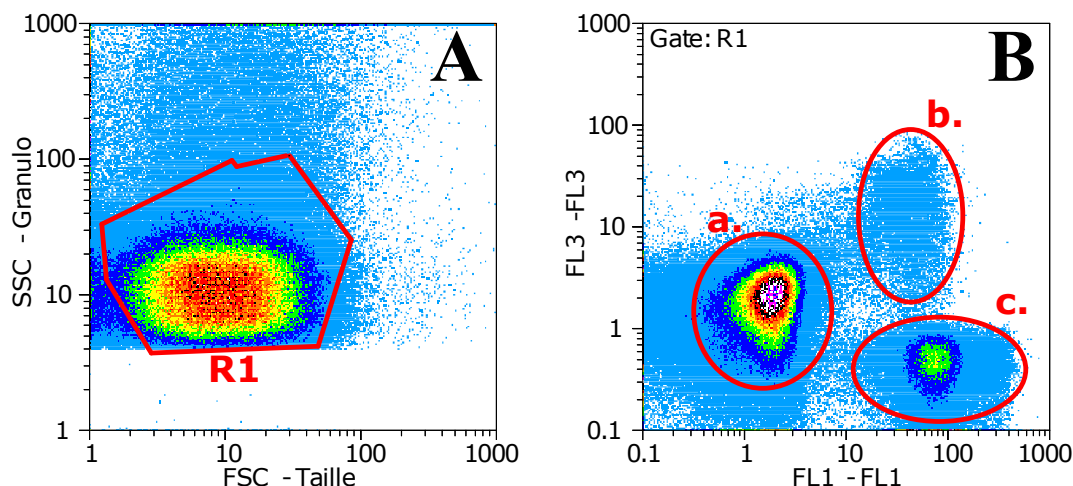 A
1000
100
10
1
SSC - Granulo
R1
1 10 100 1000
FSC - Taille
B
Gate: R1
1000
100
10
1
0.1
FL3 -FL3
a.
b.
c.
0.1 1 10 100 1000
FL1 -FL1